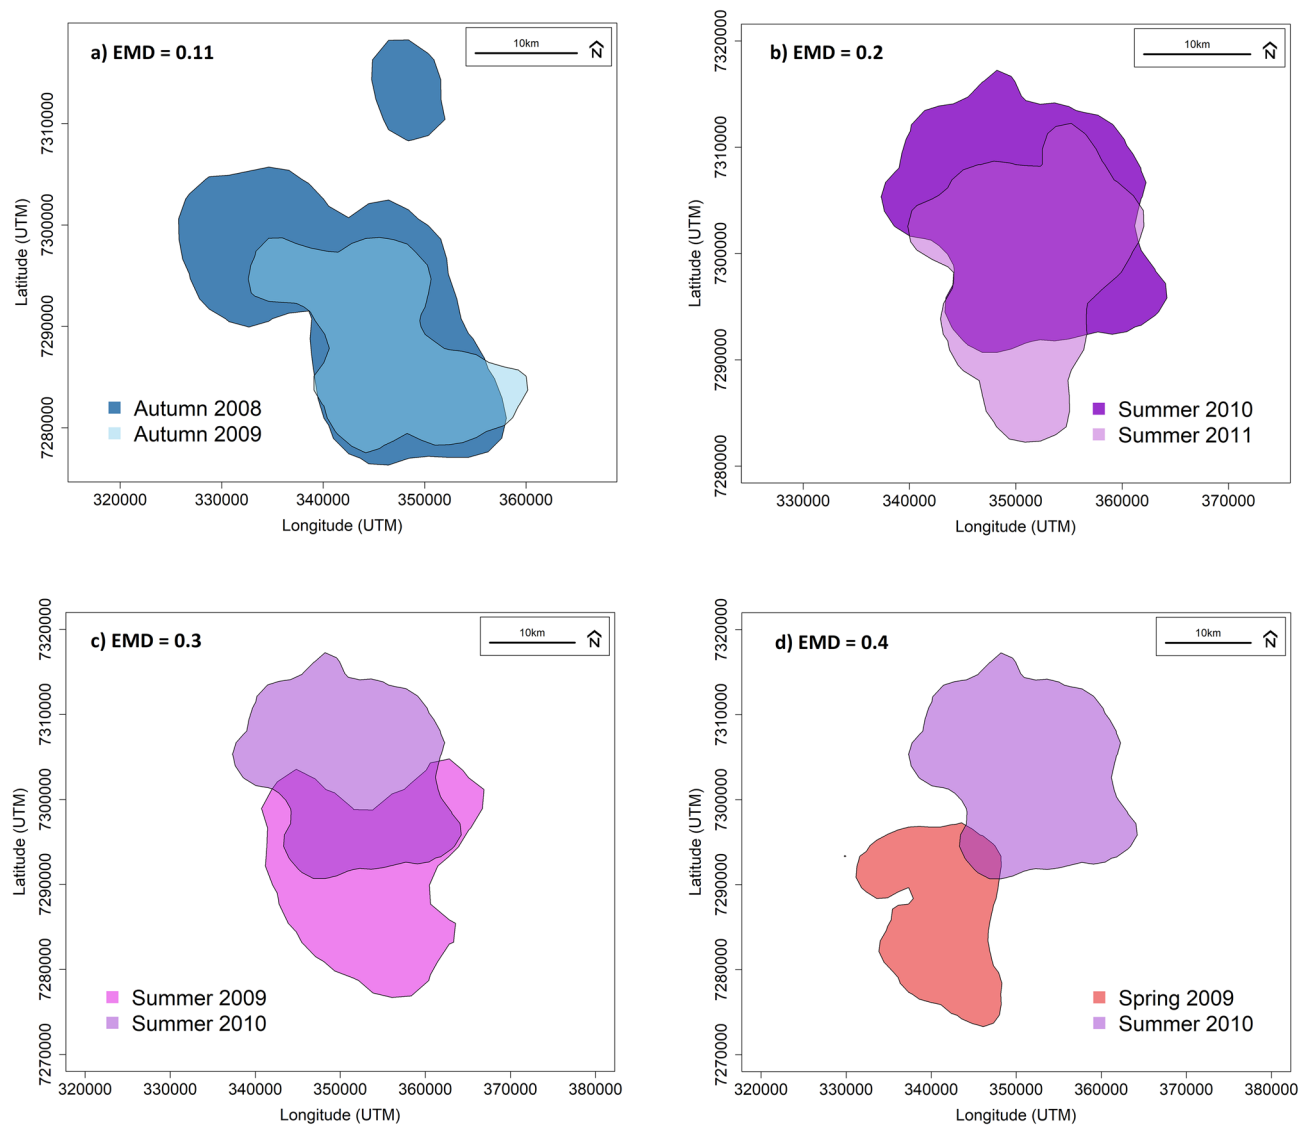 a) EMD = 0.11
10km
N
7310000
7300000
7290000
7280000
Latitude (UTM)
Autumn 2008
Autumn 2009
320000 330000 340000 350000 360000
Longitude (UTM)
b) EMD = 0.2
10km
N
7320000
7310000
7300000
7290000
7280000
Latitude (UTM)
Summer 2010
Summer 2011
330000 340000 350000 360000 370000
Longitude (UTM)
c) EMD = 0.3
10km
N
7320000
7310000
7300000
7290000
7280000
7270000
Latitude (UTM)
Summer 2009
Summer 2010
320000 330000 340000 350000 360000 370000 380000
Longitude (UTM)
d) EMD = 0.4
10km
N
7320000
7310000
7300000
7290000
7280000
7270000
Latitude (UTM)
Spring 2009
Summer 2010
320000 330000 340000 350000 360000 370000 380000
Longitude (UTM)